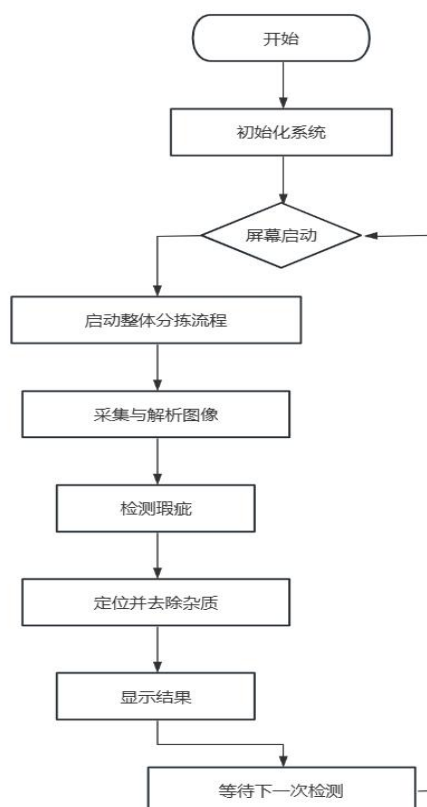 开始
初始化系统
屏幕启动
启动整体分拣流程
采集与解析图像
检测瑕疵
定位并去除杂质
显示结果
等待下一次检测